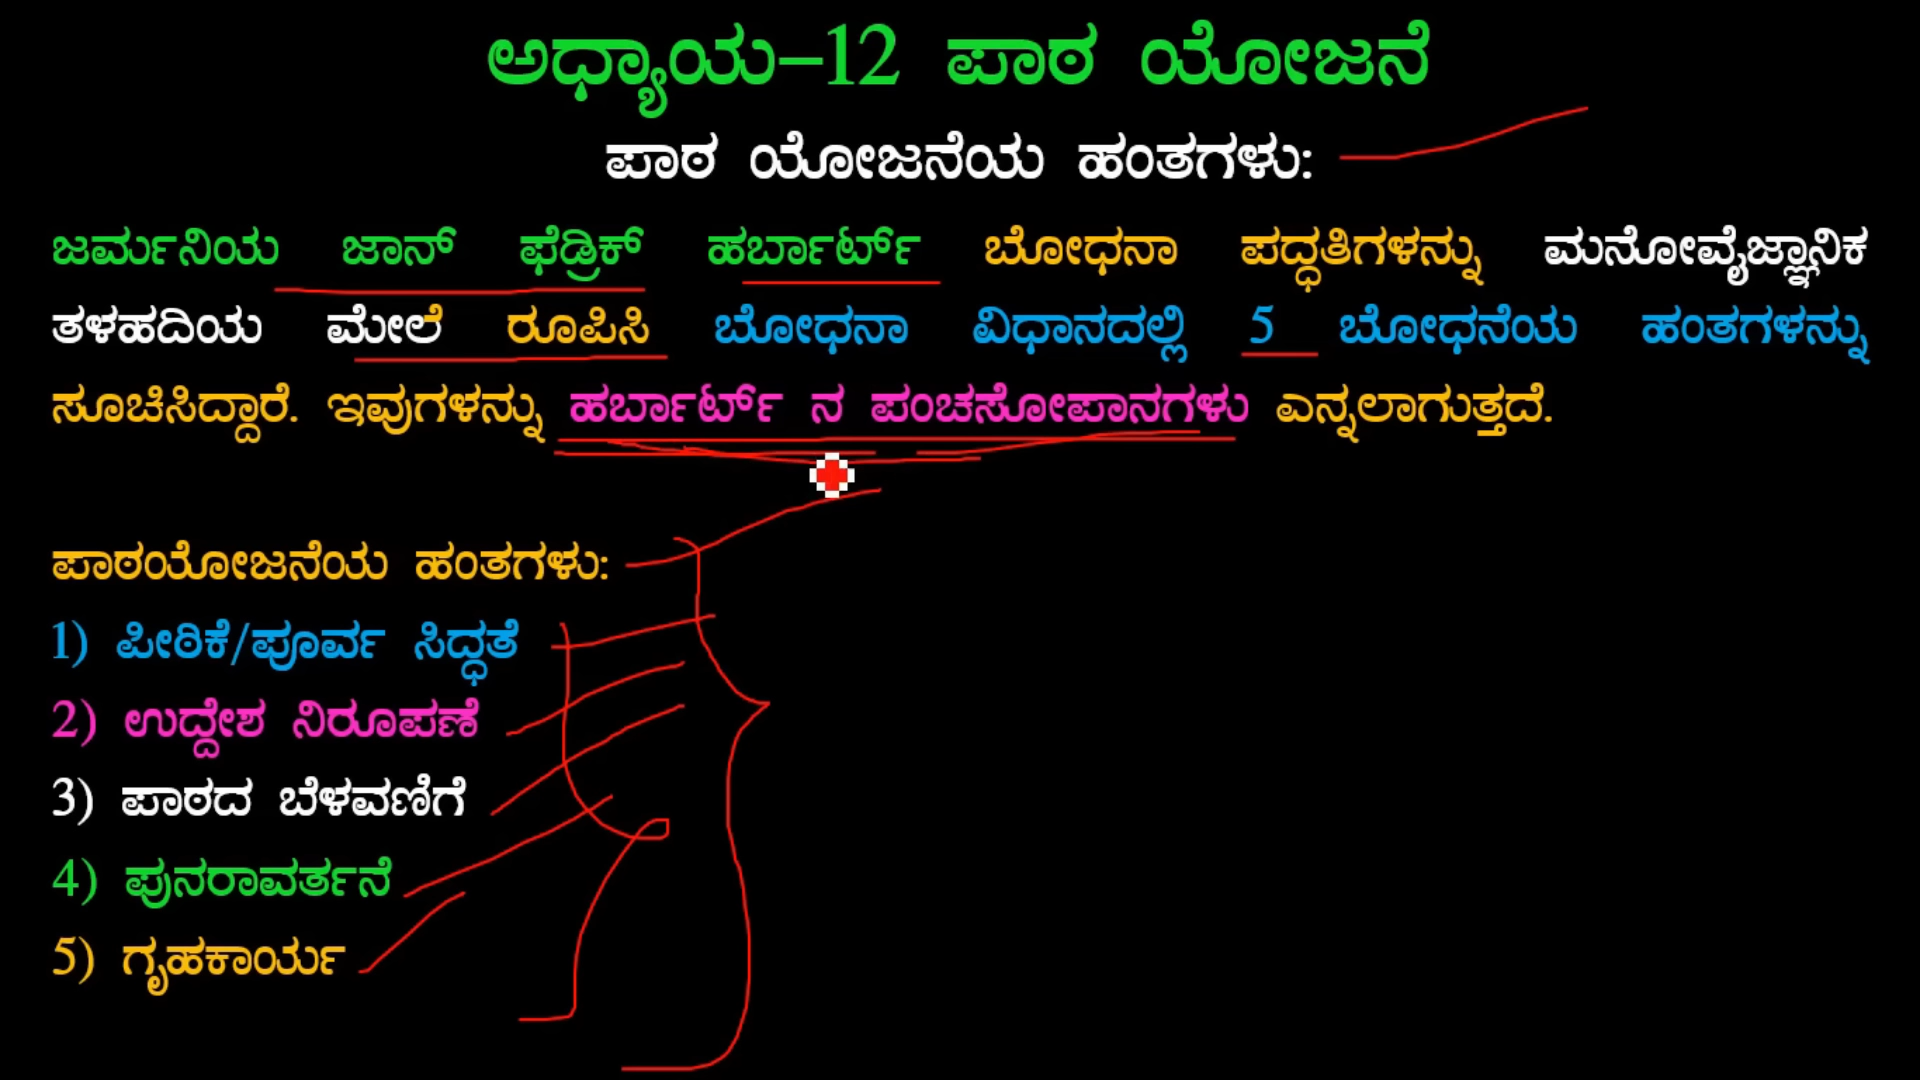 ಅಧ್ಯಾಯ–12 ಪಾಠ ಯೋಜನೆ
ಪಾಠ ಯೋಜನೆಯ ಹಂತಗಳು:
ಜರ್ಮನಿಯ ಜಾನ್ ಫೆಡ್ರಿಕ್ ಹರ್ಬಾರ್ಟ್ ಬೋಧನಾ ಪದ್ಧತಿಗಳನ್ನು ಮನೋವೈಜ್ಞಾನಿಕ
ತಳಹದಿಯ ಮೇಲೆ ರೂಪಿಸಿ ಬೋಧನಾ ವಿಧಾನದಲ್ಲಿ 5 ಬೋಧನೆಯ ಹಂತಗಳನ್ನು
ಸೂಚಿಸಿದ್ದಾರೆ. ಇವುಗಳನ್ನು ಹರ್ಬಾರ್ಟ್ ನ ಪಂಚಸೋಪಾನಗಳು ಎನ್ನಲಾಗುತ್ತದೆ.
ಪಾಠಯೋಜನೆಯ ಹಂತಗಳು:
1) ಪೀಠಿಕೆ/ಪೂರ್ವ ಸಿದ್ಧತೆ
2) ಉದ್ದೇಶ ನಿರೂಪಣೆ
3) ಪಾಠದ ಬೆಳವಣಿಗೆ
4) ಪುನರಾವರ್ತನೆ
5) ಗೃಹಕಾರ್ಯ